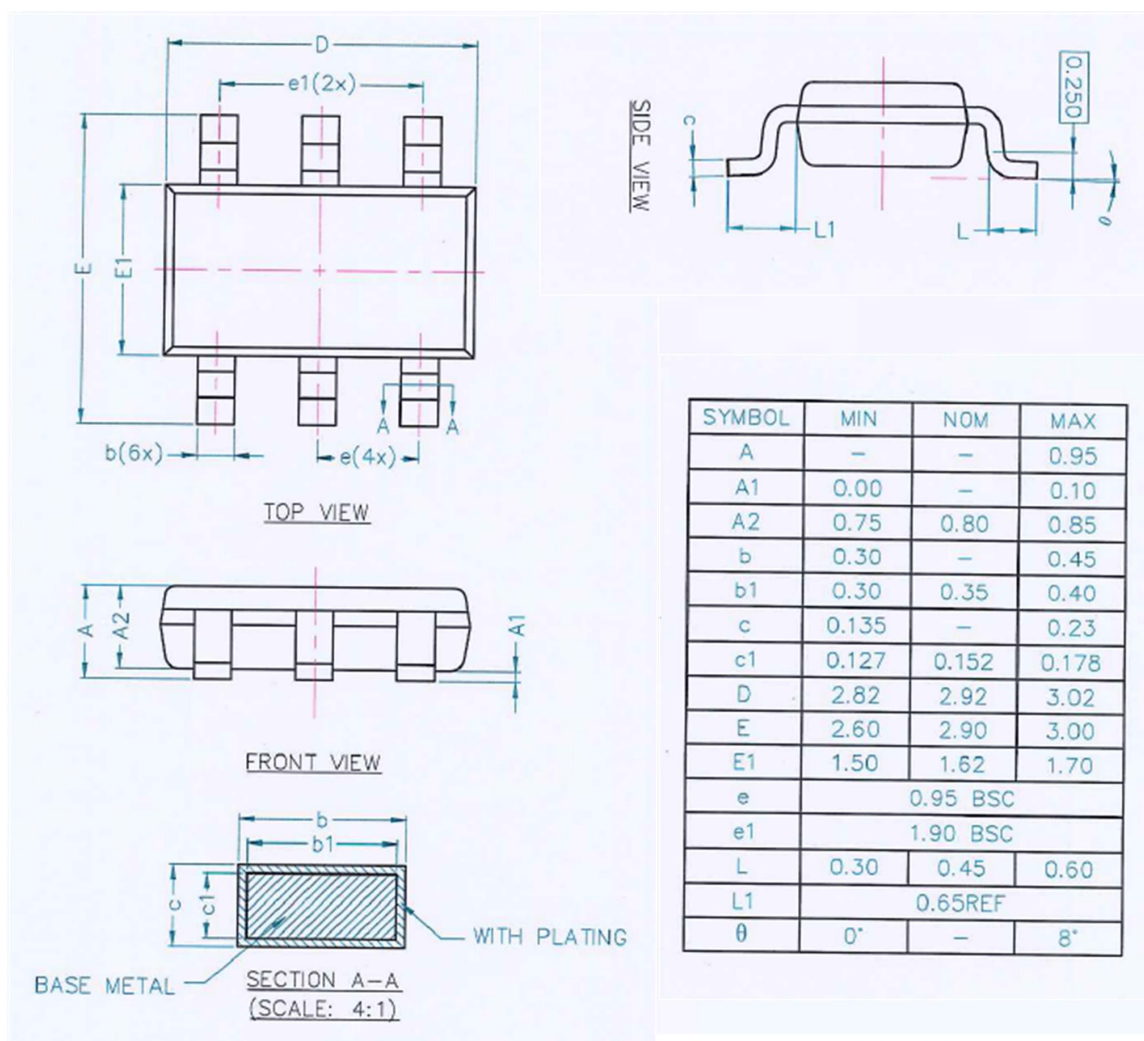 D
e1(2x)
E
E1
A
A
b(6x)
e(4x)
TOP VIEW
SIDE VIEW
c
0.250
L1
L
θ
A
A2
A1
FRONT VIEW
b
b1
c
c1
WITH PLATING
BASE METAL
SECTION A–A
(SCALE: 4:1)
SYMBOL MIN NOM MAX
A – – 0.95
A1 0.00 – 0.10
A2 0.75 0.80 0.85
b 0.30 – 0.45
b1 0.30 0.35 0.40
c 0.135 – 0.23
c1 0.127 0.152 0.178
D 2.82 2.92 3.02
E 2.60 2.90 3.00
E1 1.50 1.62 1.70
e 0.95 BSC
e1 1.90 BSC
L 0.30 0.45 0.60
L1 0.65REF
θ 0° – 8°